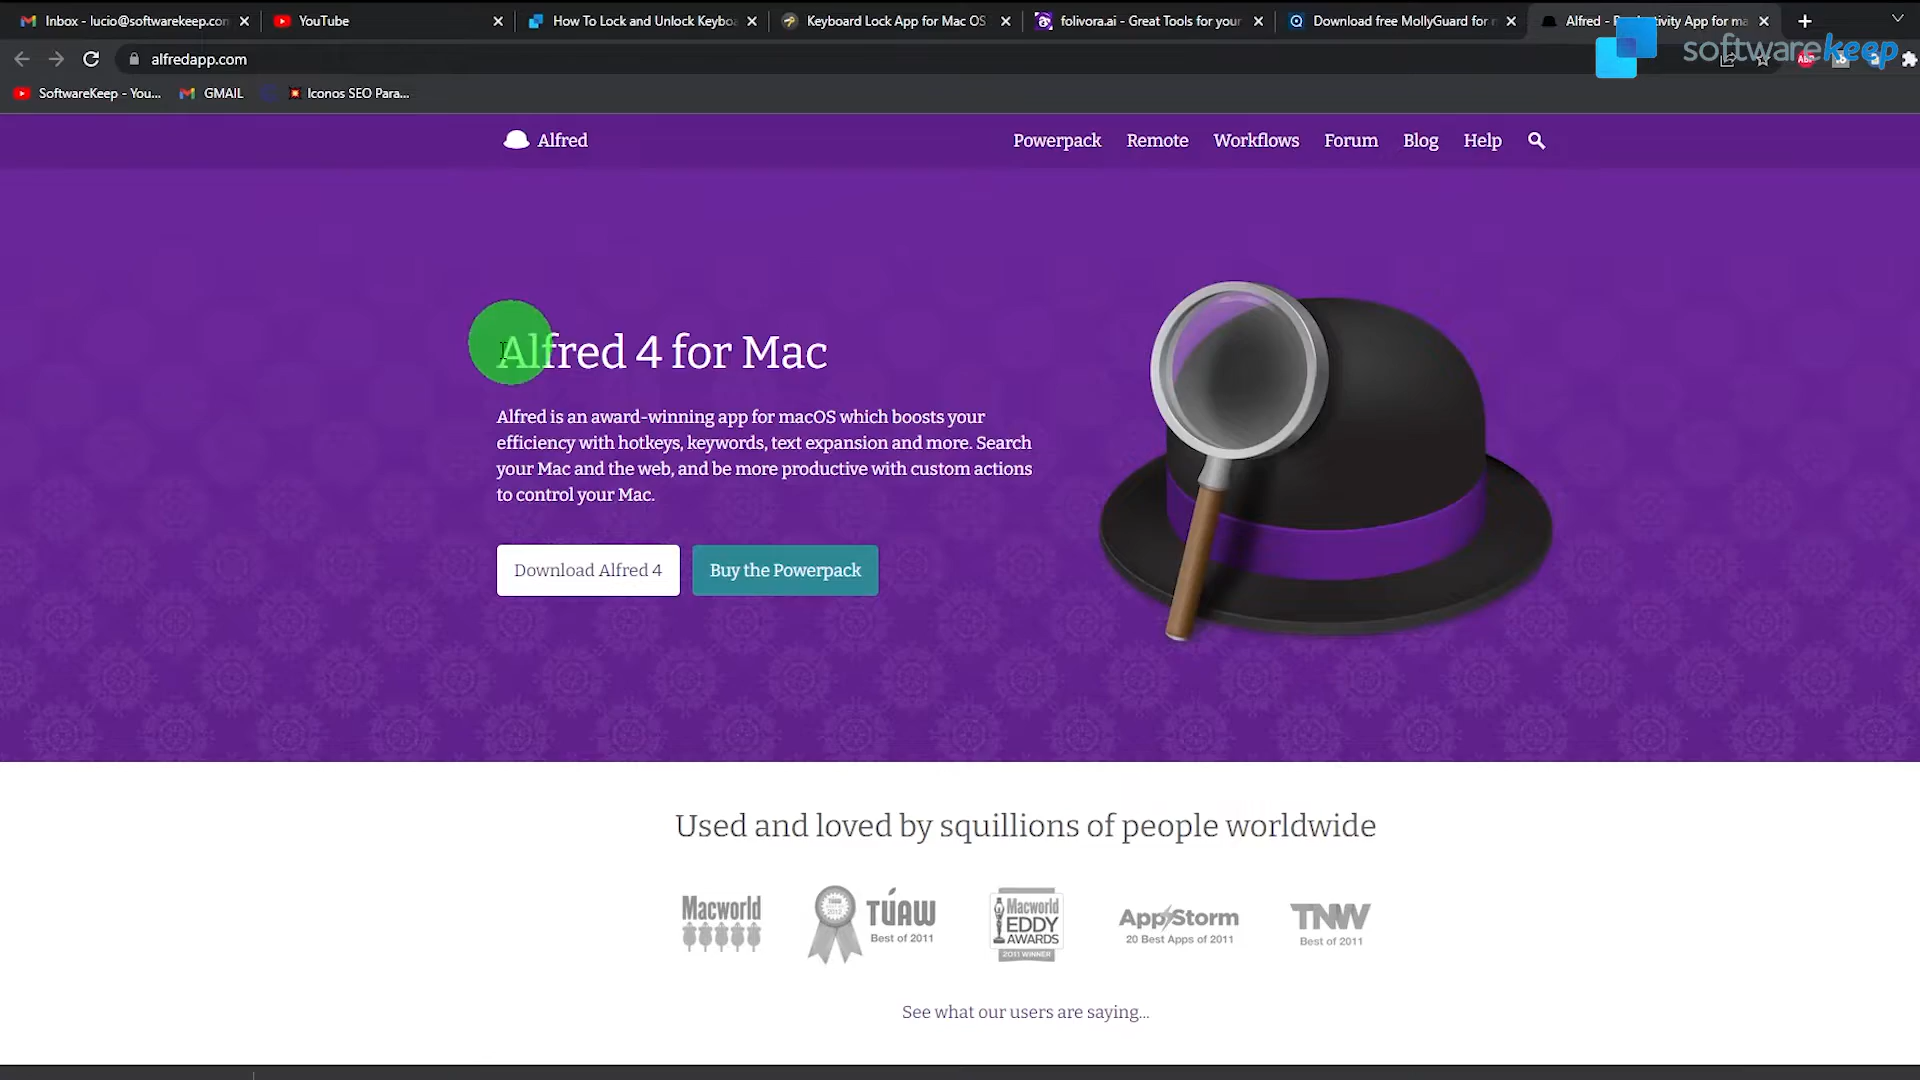 Inbox - lucio@softwarekeep.con
YouTube
How To Lock and Unlock Keybo
Keyboard Lock App for Mac OS
folivora.ai - Great Tools for your
Download free MollyGuard for
Alfred - Productivity App for ma
softwarekeep
alfredapp.com
ABP
SoftwareKeep - You...
GMAIL
Iconos SEO Para...
Alfred
Powerpack
Remote
Workflows
Forum
Blog
Help
Alfred 4 for Mac
Alfred is an award-winning app for macOS which boosts your
efficiency with hotkeys, keywords, text expansion and more. Search
your Mac and the web, and be more productive with custom actions
to control your Mac.
Download Alfred 4
Buy the Powerpack
Used and loved by squillions of people worldwide
Macworld
TUAW
Best of 2011
Macworld
EDDY
AWARDS
2011 WINNER
AppStorm
20 Best Apps of 2011
TNW
Best of 2011
See what our users are saying...